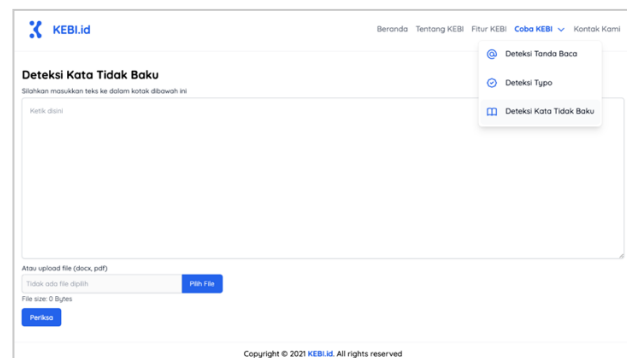 KEBI.id
Beranda Tentang KEBI Fitur KEBI Coba KEBI Kontak Kami
Deteksi Tanda Baca
Deteksi Typo
Deteksi Kata Tidak Baku
Deteksi Kata Tidak Baku
Silahkan masukkan teks ke dalam kotak dibawah ini
Ketik disini
Atau upload file (docx, pdf)
Tidak ada file dipilih Pilih File
File size: 0 Bytes
Periksa
Copyright © 2021 KEBI.id. All rights reserved